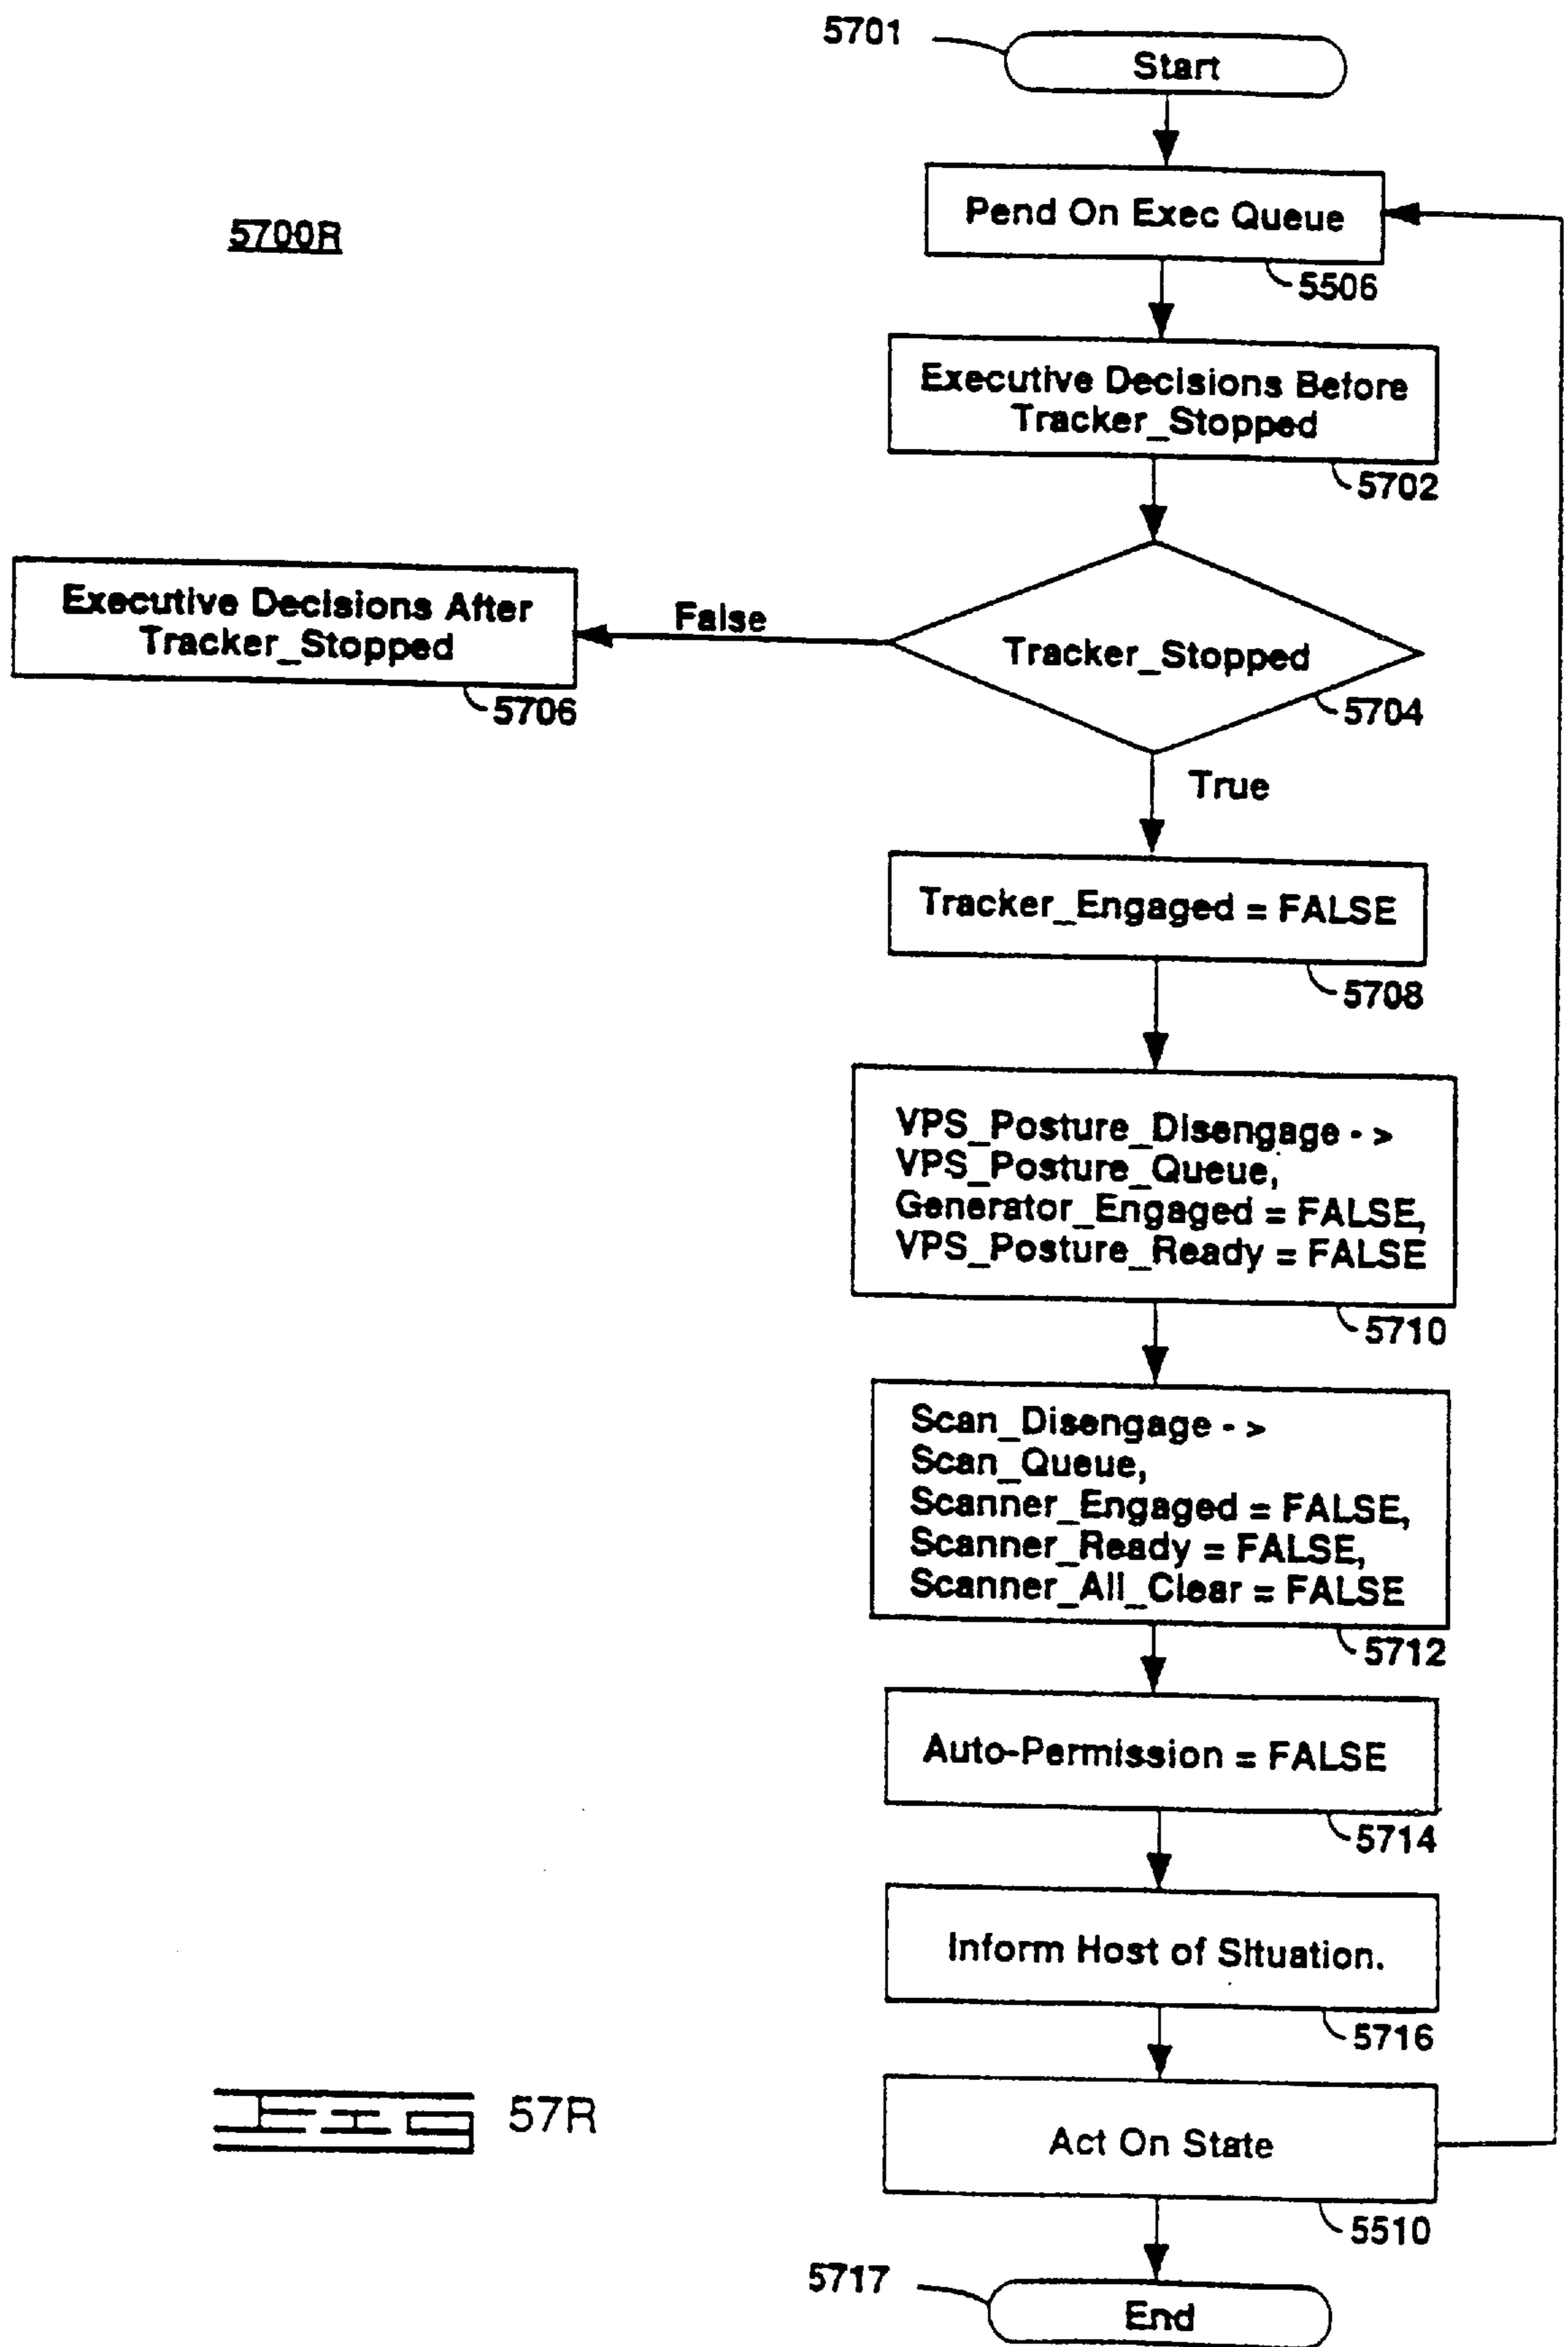 5701
Start
5700R
Pend On Exec Queue
5506
Executive Decisions Before
Tracker_Stopped
5702
Executive Decisions After
Tracker_Stopped
5706
False
Tracker_Stopped
5704
True
Tracker_Engaged = FALSE
5708
VPS_Posture_Disengage - >
VPS_Posture_Queue,
Generator_Engaged = FALSE,
VPS_Posture_Ready = FALSE
5710
Scan_Disengage - >
Scan_Queue,
Scanner_Engaged = FALSE,
Scanner_Ready = FALSE,
Scanner_All_Clear = FALSE
5712
Auto-Permission = FALSE
5714
Inform Host of Situation.
5716
FIG 57R
Act On State
5510
5717
End